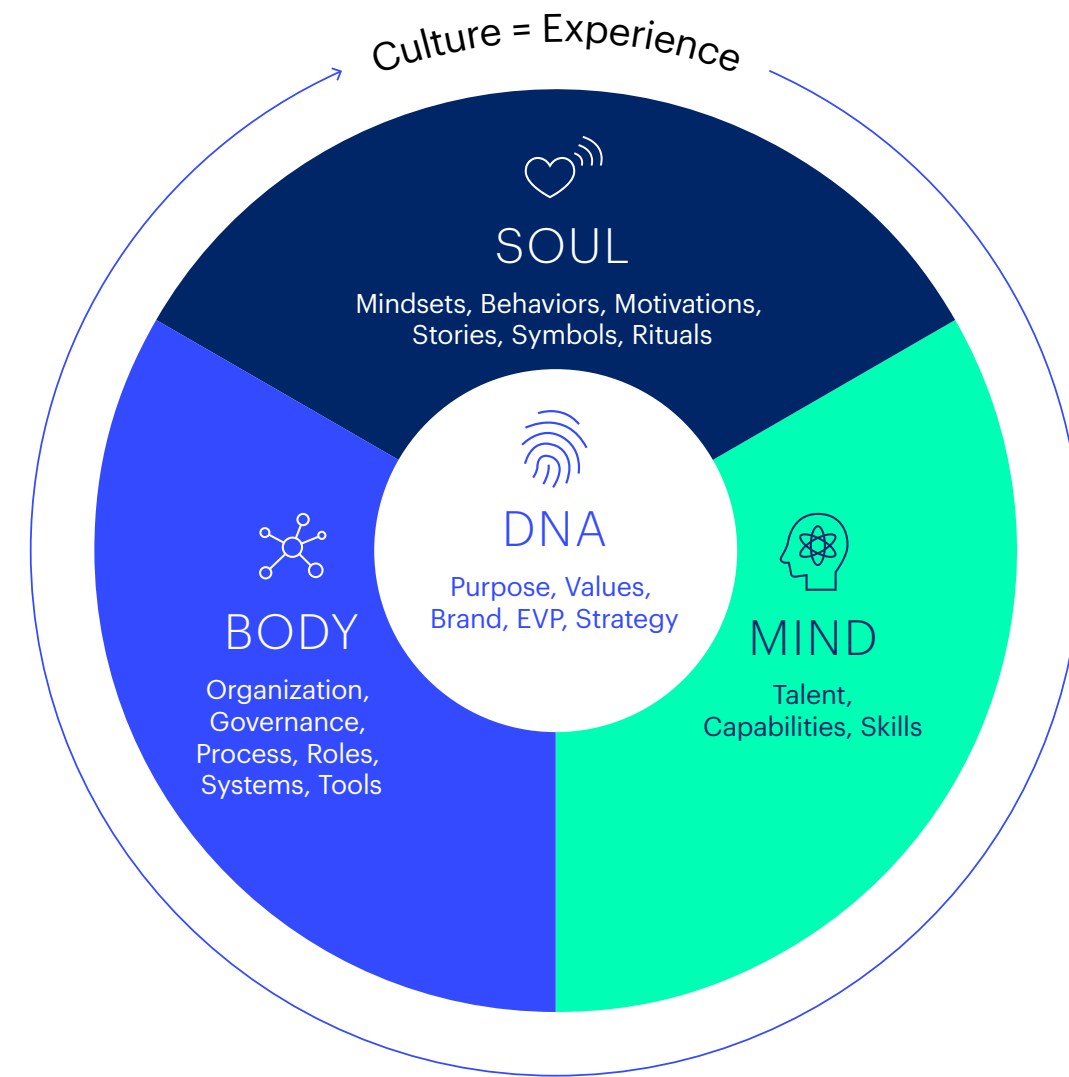 Culture = Experience
SOUL
Mindsets, Behaviors, Motivations,
Stories, Symbols, Rituals
DNA
Purpose, Values,
Brand, EVP, Strategy
BODY
Organization,
Governance,
Process, Roles,
Systems, Tools
MIND
Talent,
Capabilities, Skills